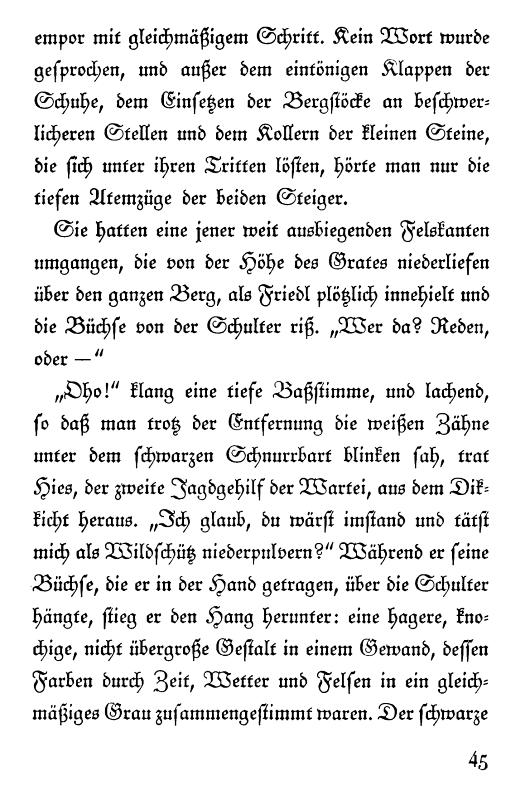 empor mit gleichmäßigem Schritt. Kein Wort wurde
gesprochen, und außer dem eintönigen Klappen der
Schuhe, dem Einsetzen der Bergstöcke an beschwer⸗
licheren Stellen und dem Kollern der kleinen Steine,
die sich unter ihren Tritten lösten, hörte man nur die
tiefen Atemzüge der beiden Steiger.
Sie hatten eine jener weit ausbiegenden Felskanten
umgangen, die von der Höhe des Grates niederliefen
über den ganzen Berg, als Friedl plötzlich innehielt und
die Büchse von der Schulter riß. „Wer da? Reden,
oder —“
„Oho!“ klang eine tiefe Baßstimme, und lachend,
so daß man trotz der Entfernung die weißen Zähne
unter dem schwarzen Schnurrbart blinken sah, trat
Hies, der zweite Jagdgehilf der Wartei, aus dem Dik⸗
kicht heraus. „Ich glaub, du wärst imstand und tätst
mich als Wildschütz niederpulvern?“ Während er seine
Büchse, die er in der Hand getragen, über die Schulter
hängte, stieg er den Hang herunter: eine hagere, kno⸗
chige, nicht übergroße Gestalt in einem Gewand, dessen
Farben durch Zeit, Wetter und Felsen in ein gleich⸗
mäßiges Grau zusammengestimmt waren. Der schwarze
45